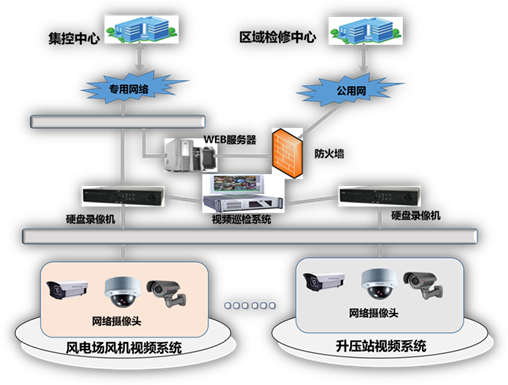 集控中心
区域检修中心
专用网络
公用网
WEB服务器
防火墙
硬盘录像机
视频巡检系统
硬盘录像机
网络摄像头
网络摄像头
风电场风机视频系统
升压站视频系统